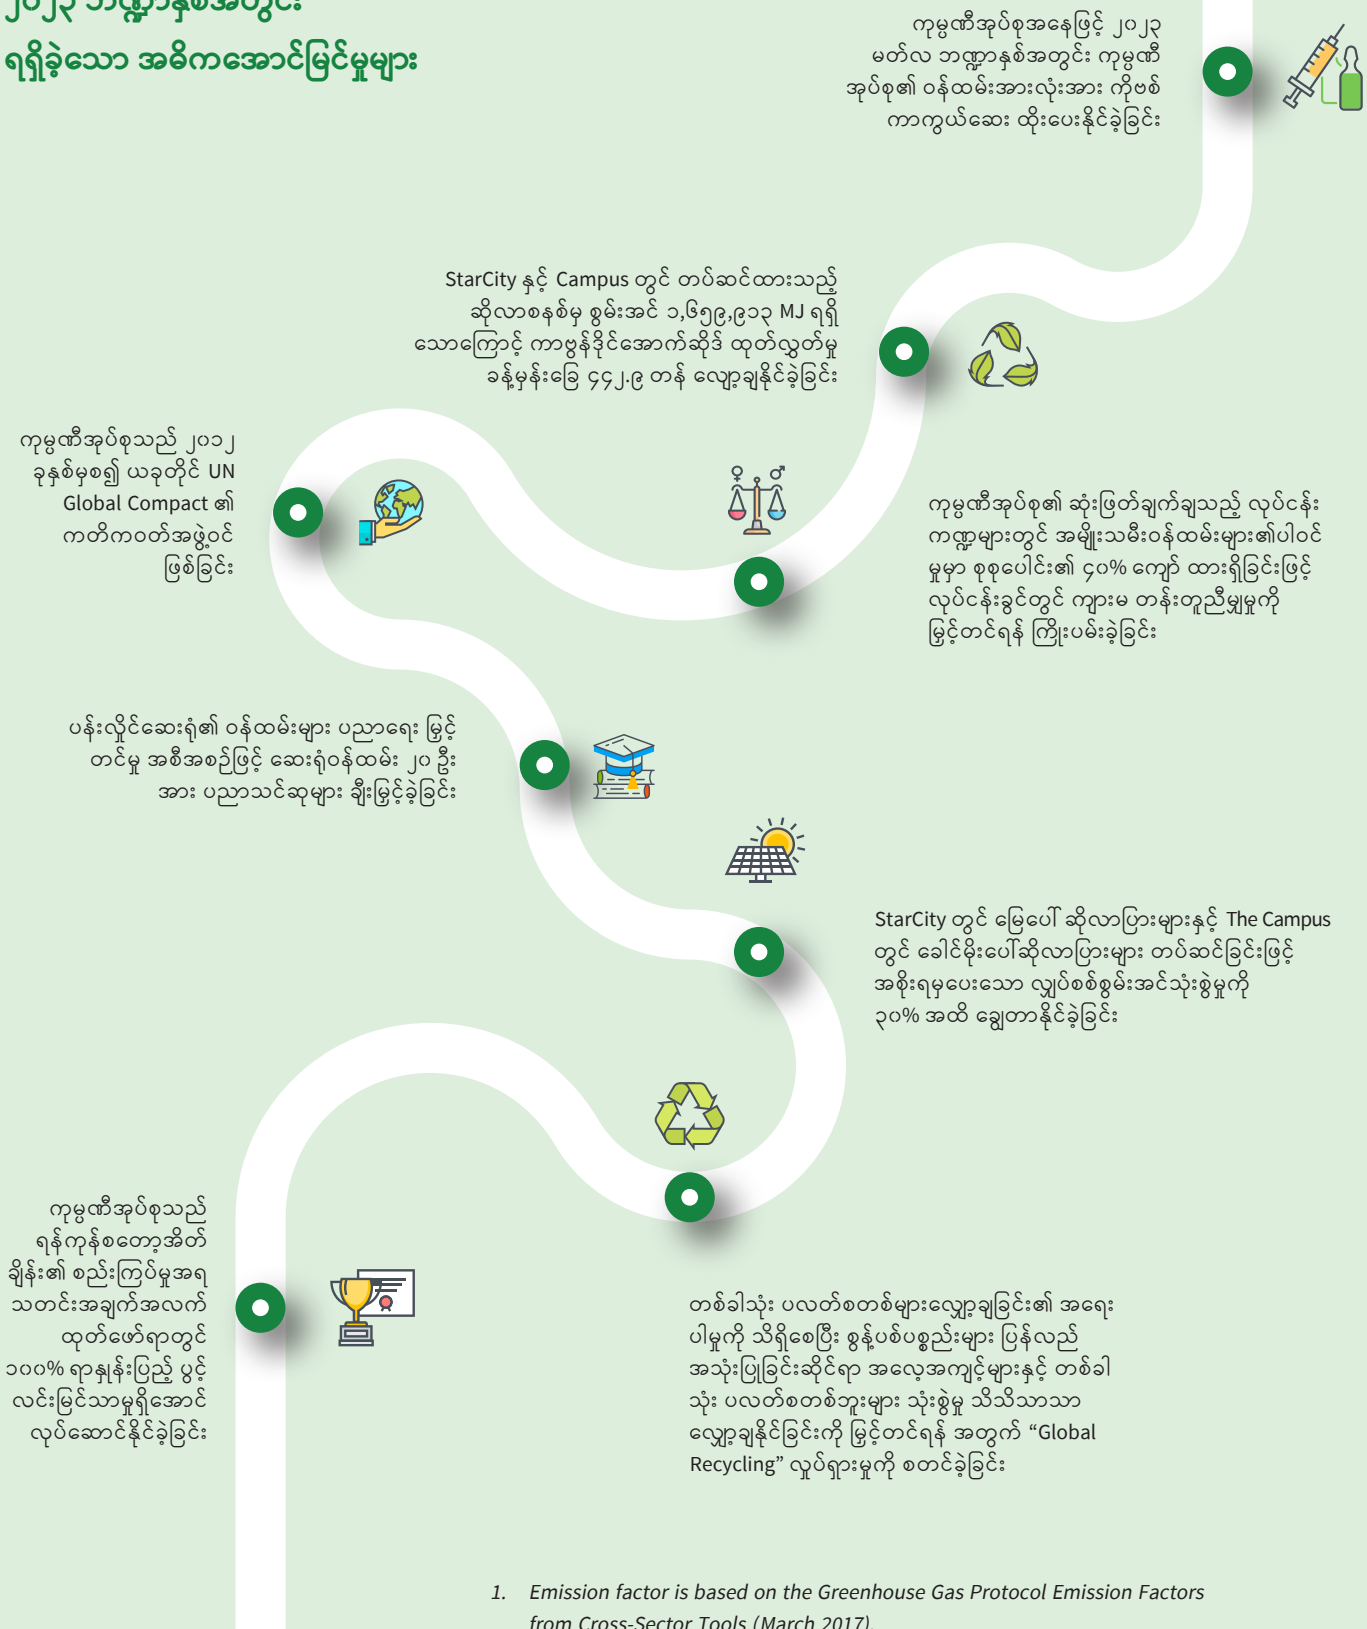 ၂၀၂၃ ဘဏ္ဍာနှစ်အတွင်း
ရရှိခဲ့သော အဓိကအောင်မြင်မှုများ
ကုမ္ပဏီအုပ်စုအနေဖြင့် ၂၀၂၃
မတ်လ ဘဏ္ဍာနှစ်အတွင်း ကုမ္ပဏီ
အုပ်စု၏ ဝန်ထမ်းအားလုံးအား ကိုဗစ်
ကာကွယ်ဆေး ထိုးပေးနိုင်ခဲ့ခြင်း
StarCity နှင့် Campus တွင် တပ်ဆင်ထားသည့်
ဆိုလာစနစ်မှ စွမ်းအင် ၁,၆၅၉,၉၁၃ MJ ရရှိ
သောကြောင့် ကာဗွန်ဒိုင်အောက်ဆိုဒ် ထုတ်လွှတ်မှု
ခန့်မှန်းခြေ ၄၄၂.၉ တန် လျော့ချနိုင်ခဲ့ခြင်း
ကုမ္ပဏီအုပ်စုသည် ၂၀၁၂
ခုနှစ်မှစ၍ ယခုတိုင် UN
Global Compact ၏
ကတိကဝတ်အဖွဲ့ဝင်
ဖြစ်ခြင်း
ကုမ္ပဏီအုပ်စု၏ ဆုံးဖြတ်ချက်ချသည့် လုပ်ငန်း
ကဏ္ဍများတွင် အမျိုးသမီးဝန်ထမ်းများ၏ပါဝင်
မှုမှာ စုစုပေါင်း၏ ၄၀% ကျော် ထားရှိခြင်းဖြင့်
လုပ်ငန်းခွင်တွင် ကျားမ တန်းတူညီမျှမှုကို
မြှင့်တင်ရန် ကြိုးပမ်းခဲ့ခြင်း
ပန်းလှိုင်ဆေးရုံ၏ ဝန်ထမ်းများ ပညာရေး မြှင့်
တင်မှု အစီအစဉ်ဖြင့် ဆေးရုံဝန်ထမ်း ၂၀ ဦး
အား ပညာသင်ဆုများ ချီးမြှင့်ခဲ့ခြင်း
StarCity တွင် မြေပေါ် ဆိုလာပြားများနှင့် The Campus
တွင် ခေါင်မိုးပေါ်ဆိုလာပြားများ တပ်ဆင်ခြင်းဖြင့်
အစိုးရမှပေးသော လျှပ်စစ်စွမ်းအင်သုံးစွဲမှုကို
၃၀% အထိ ချွေတာနိုင်ခဲ့ခြင်း
ကုမ္ပဏီအုပ်စုသည်
ရန်ကုန်စတော့အိတ်
ချိန်း၏ စည်းကြပ်မှုအရ
သတင်းအချက်အလက်
ထုတ်ဖော်ရာတွင်
၁၀၀% ရာနှုန်းပြည့် ပွင့်
လင်းမြင်သာမှုရှိအောင်
လုပ်ဆောင်နိုင်ခဲ့ခြင်း
တစ်ခါသုံး ပလတ်စတစ်များလျှော့ချခြင်း၏ အရေး
ပါမှုကို သိရှိစေပြီး စွန့်ပစ်ပစ္စည်းများ ပြန်လည်
အသုံးပြုခြင်းဆိုင်ရာ အလေ့အကျင့်များနှင့် တစ်ခါ
သုံး ပလတ်စတစ်ဘူးများ သုံးစွဲမှု သိသိသာသာ
လျှော့ချနိုင်ခြင်းကို မြှင့်တင်ရန် အတွက် “Global
Recycling” လှုပ်ရှားမှုကို စတင်ခဲ့ခြင်း
1. Emission factor is based on the Greenhouse Gas Protocol Emission Factors
from Cross-Sector Tools (March 2017).